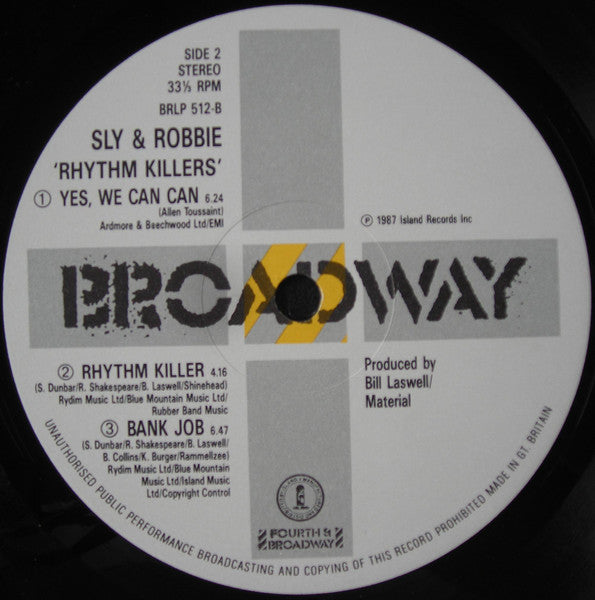 SIDE 2
STEREO
33⅓ RPM
BRLP 512-B
SLY & ROBBIE
'RHYTHM KILLERS'
① YES, WE CAN CAN 6.24
(Allen Toussaint)
Ardmore & Beechwood Ltd/EMI
℗ 1987 Island Records Inc
BROADWAY
② RHYTHM KILLER 4.16
(S. Dunbar/R. Shakespeare/B. Laswell/Shinehead)
Rydim Music Ltd/Blue Mountain Music Ltd/
Rubber Band Music
③ BANK JOB 6.47
(S. Dunbar/R. Shakespeare/B. Laswell/
B. Collins/K. Burger/Rammellzee)
Rydim Music Ltd/Blue Mountain
Music Ltd/Island Music
Ltd/Copyright Control
Produced by
Bill Laswell/
Material
FOURTH &
BROADWAY
UNAUTHORISED PUBLIC PERFORMANCE BROADCASTING AND COPYING OF THIS RECORD PROHIBITED MADE IN GT. BRITAIN